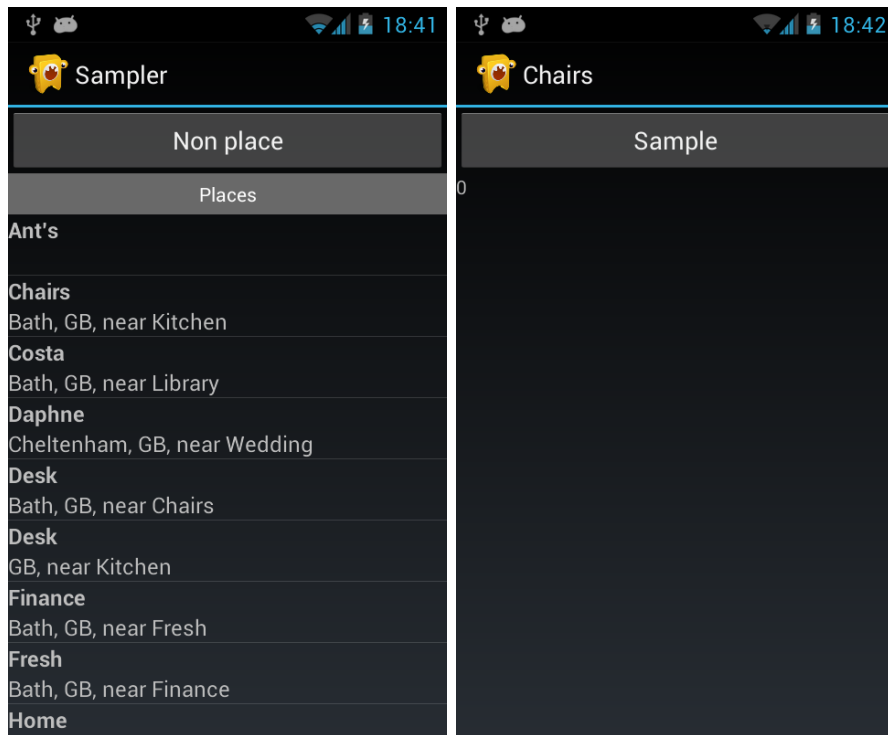 18:41
Sampler
Non place
Places
Ant's
Chairs
Bath, GB, near Kitchen
Costa
Bath, GB, near Library
Daphne
Cheltenham, GB, near Wedding
Desk
Bath, GB, near Chairs
Desk
GB, near Kitchen
Finance
Bath, GB, near Fresh
Fresh
Bath, GB, near Finance
Home
18:42
Chairs
Sample
0